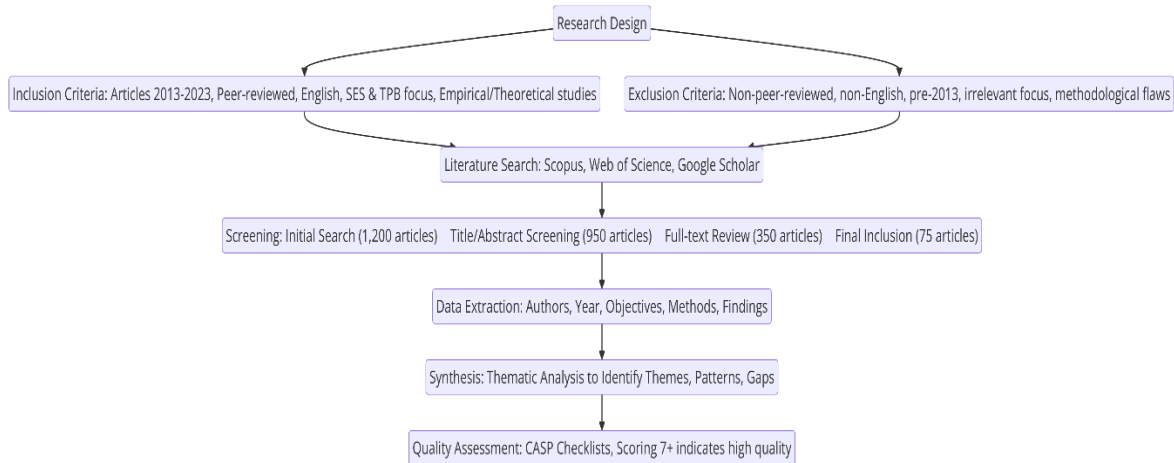 Research Design
Inclusion Criteria: Articles 2013-2023, Peer-reviewed, English, SES & TPB focus, Empirical/Theoretical studies
Exclusion Criteria: Non-peer-reviewed, non-English, pre-2013, irrelevant focus, methodological flaws
Literature Search: Scopus, Web of Science, Google Scholar
Screening: Initial Search (1,200 articles) Title/Abstract Screening (950 articles) Full-text Review (350 articles) Final Inclusion (75 articles)
Data Extraction: Authors, Year, Objectives, Methods, Findings
Synthesis: Thematic Analysis to Identify Themes, Patterns, Gaps
Quality Assessment: CASP Checklists, Scoring 7+ indicates high quality